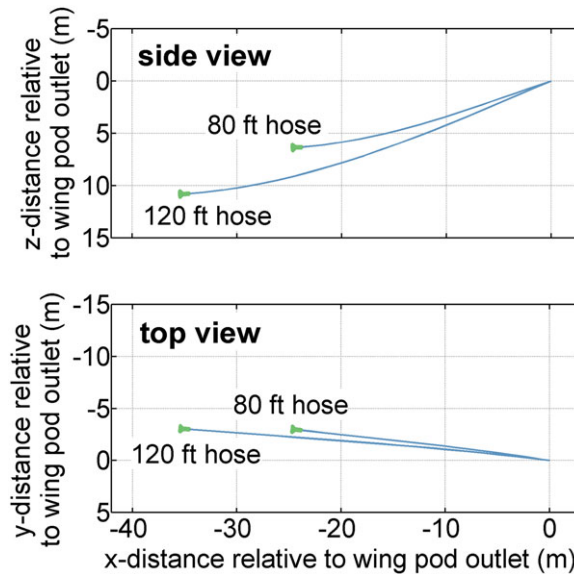 side view
80 ft hose
120 ft hose
z-distance relative
to wing pod outlet (m)
-5
0
5
10
15
top view
80 ft hose
120 ft hose
y-distance relative
to wing pod outlet (m)
-15
-10
-5
0
5
-40
-30
-20
-10
0
x-distance relative to wing pod outlet (m)